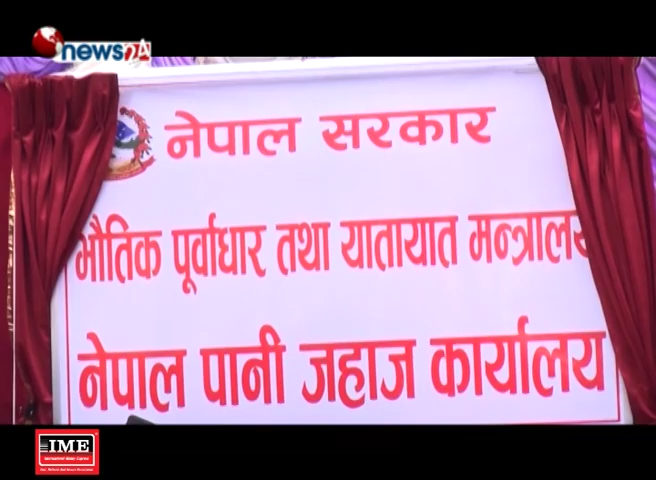 news24
नेपाल सरकार
भौतिक पूर्वाधार तथा यातायात मन्त्रालय
नेपाल पानी जहाज कार्यालय
IME